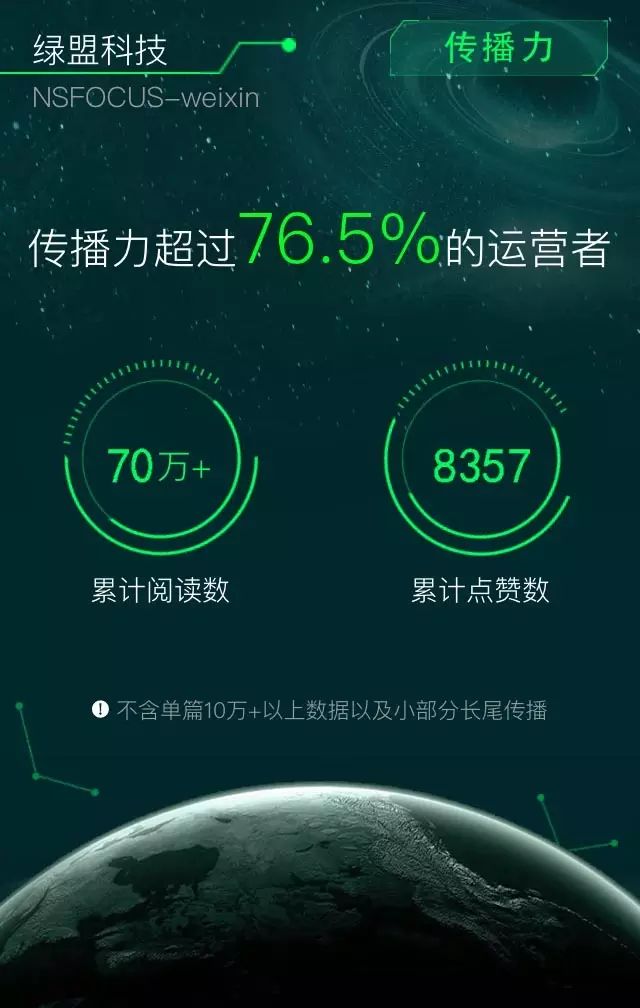 绿盟科技
传播力
NSFOCUS-weixin
传播力超过76.5%的运营者
70万+
8357
累计阅读数
累计点赞数
! 不含单篇10万+以上数据以及小部分长尾传播